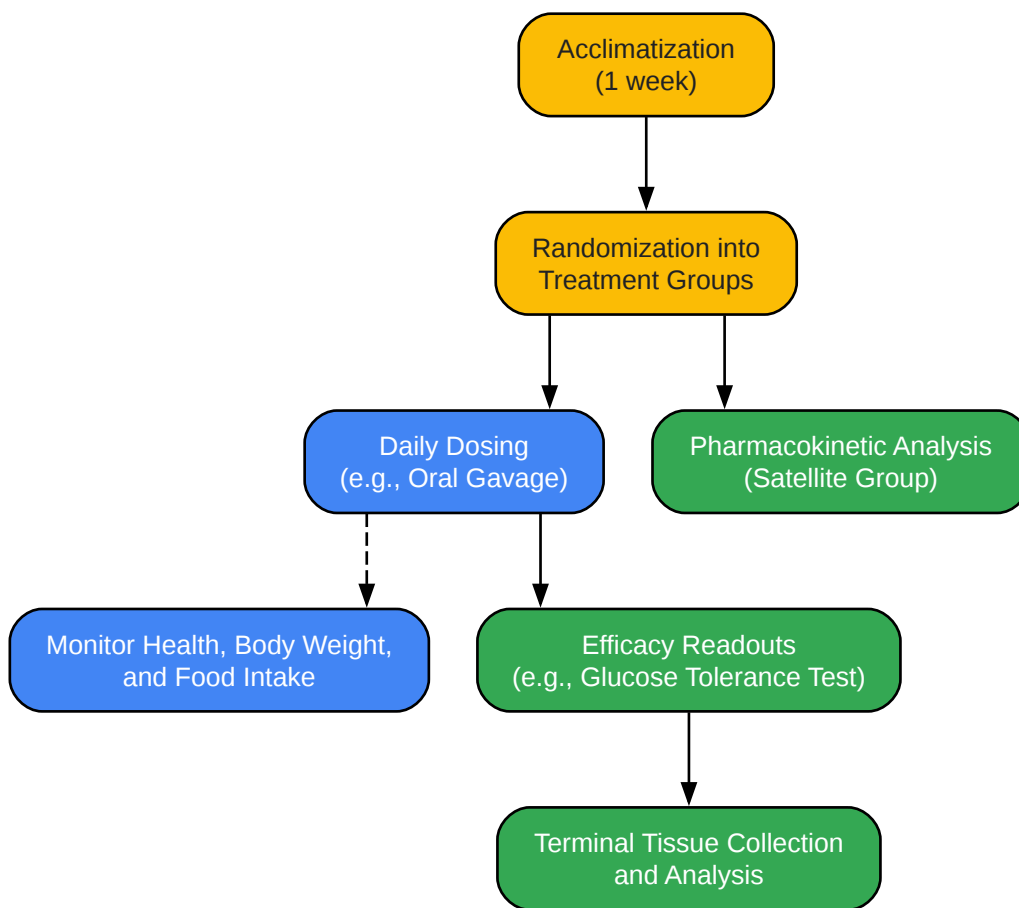 Acclimatization
(1 week)
Randomization into
Treatment Groups
Daily Dosing
(e.g., Oral Gavage)
Pharmacokinetic Analysis
(Satellite Group)
Monitor Health, Body Weight,
and Food Intake
Efficacy Readouts
(e.g., Glucose Tolerance Test)
Terminal Tissue Collection
and Analysis